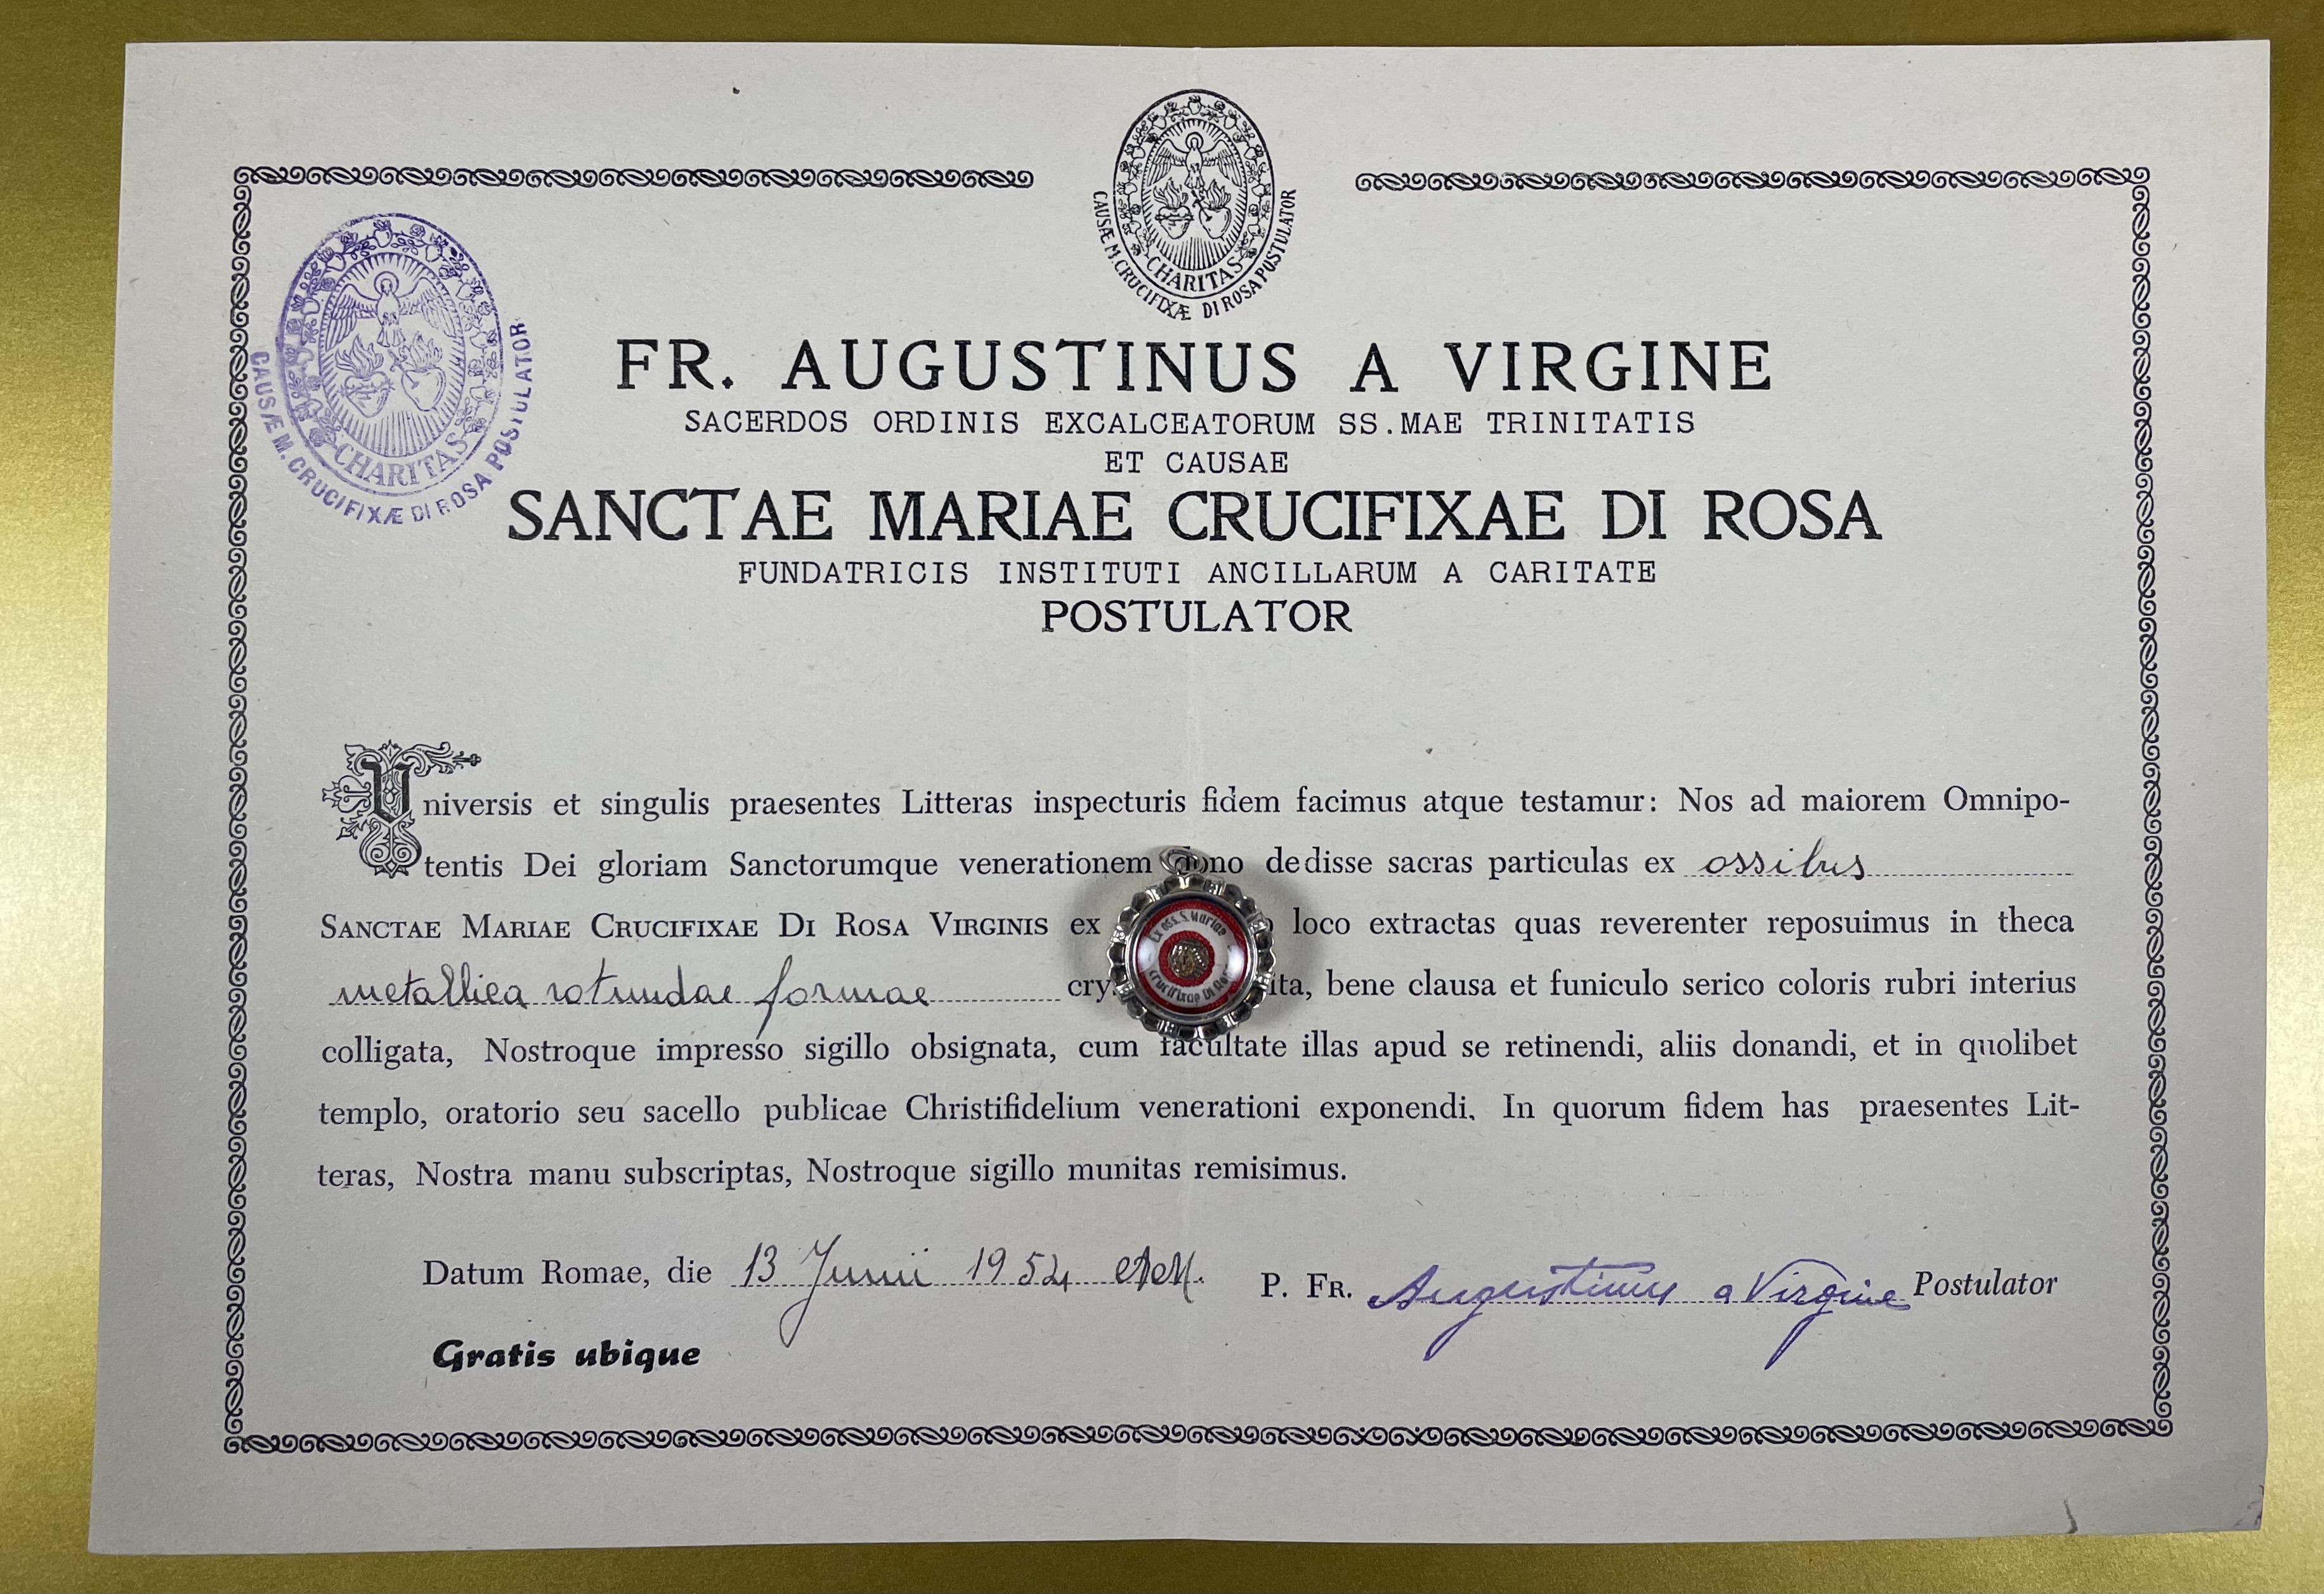 CHARITAS
CAUSÆ M. CRUCIFIXÆ DI ROSA POSTULATOR
CHARITAS
CAUSÆ M. CRUCIFIXÆ DI ROSA POSTULATOR
FR. AUGUSTINUS A VIRGINE
SACERDOS ORDINIS EXCALCEATORUM SS.MAE TRINITATIS
ET CAUSAE
SANCTAE MARIAE CRUCIFIXAE DI ROSA
FUNDATRICIS INSTITUTI ANCILLARUM A CARITATE
POSTULATOR
Universis et singulis praesentes Litteras inspecturis fidem facimus atque testamur: Nos ad maiorem Omnipo-
tentis Dei gloriam Sanctorumque venerationem dono dedisse sacras particulas ex ossibus
SANCTAE MARIAE CRUCIFIXAE DI ROSA VIRGINIS ex loco extractas quas reverenter reposuimus in theca
Ex oss. S. Mariae
Crucifixae Di Ro
metallica rotundae formae cry ita, bene clausa et funiculo serico coloris rubri interius
colligata, Nostroque impresso sigillo obsignata, cum facultate illas apud se retinendi, aliis donandi, et in quolibet
templo, oratorio seu sacello publicae Christifidelium venerationi exponendi. In quorum fidem has praesentes Lit-
teras, Nostra manu subscriptas, Nostroque sigillo munitas remisimus.
Datum Romae, die 13 Junii 1954
P. FR. Augustinus a Virgine Postulator
Gratis ubique